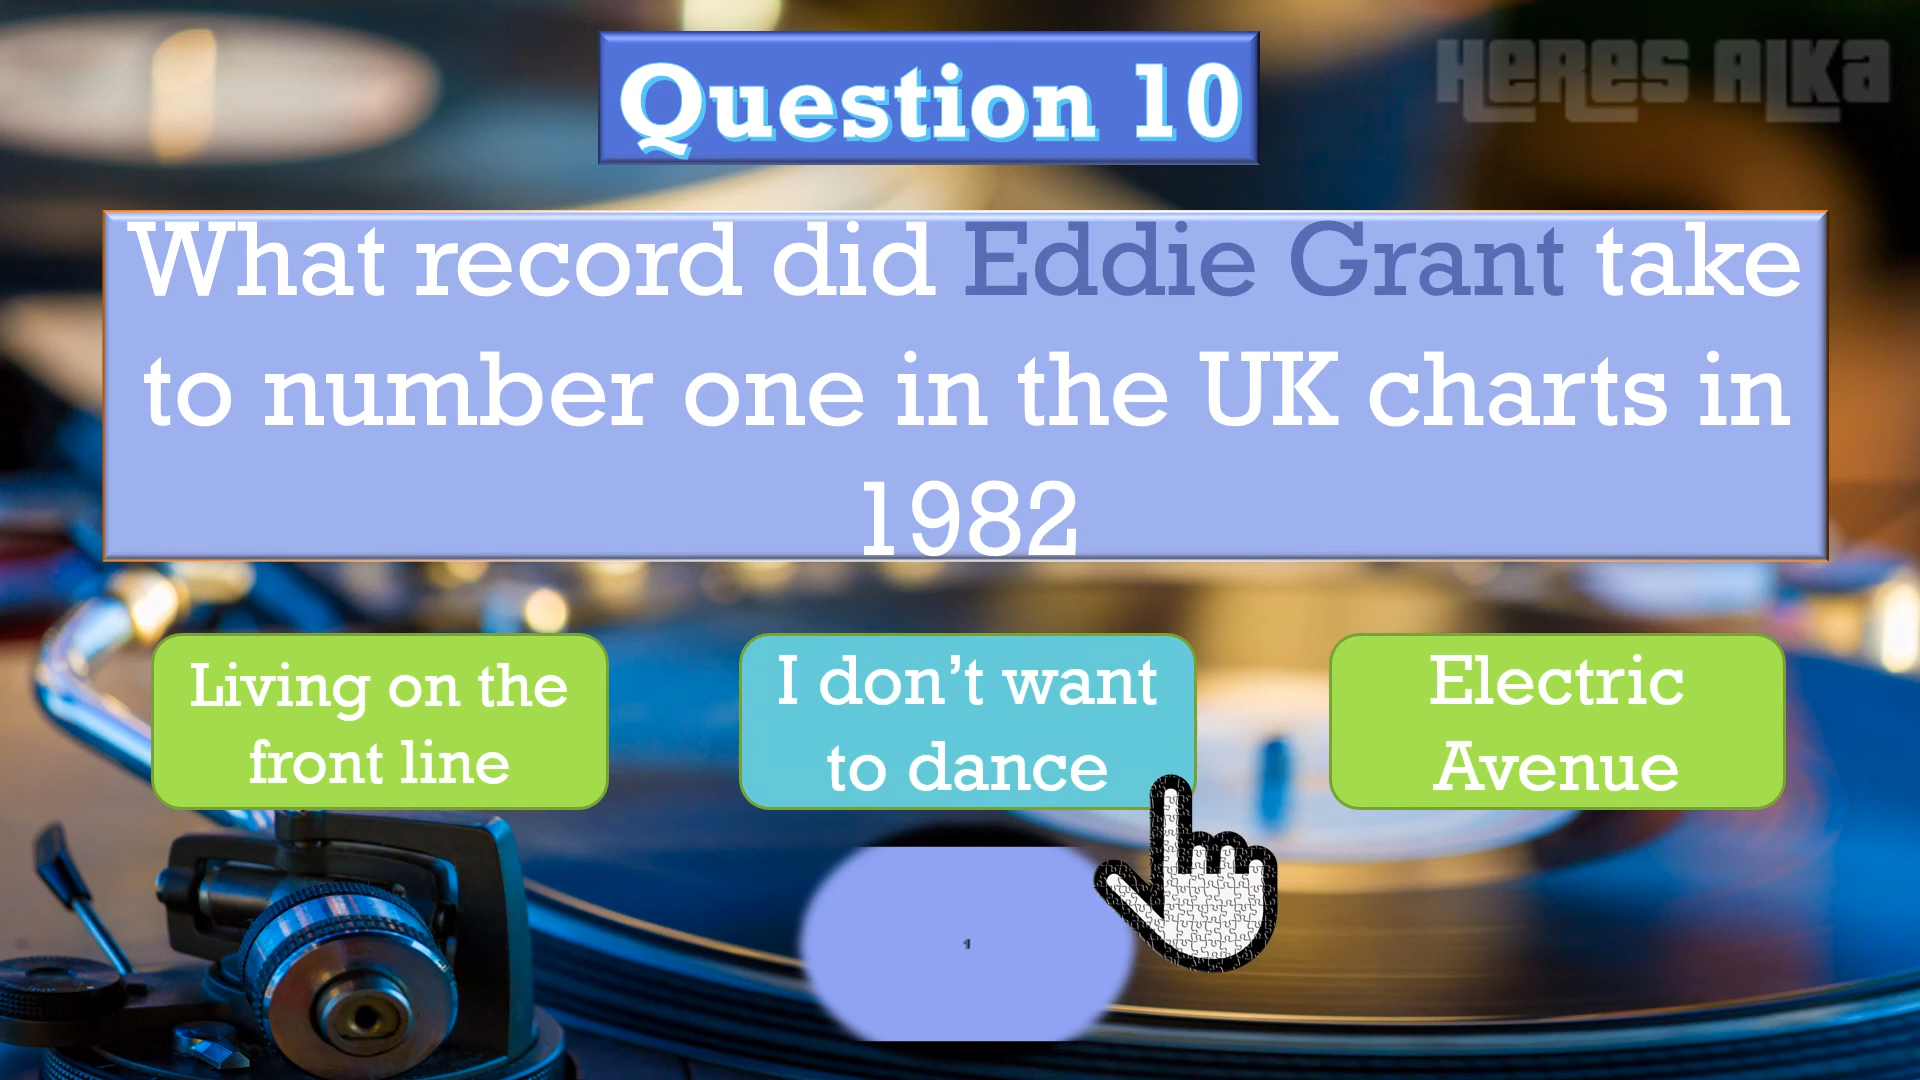 HERES ALKA
Question 10
What record did Eddie Grant take
to number one in the UK charts in
1982
Living on the
front line
I don’t want
to dance
Electric
Avenue
1